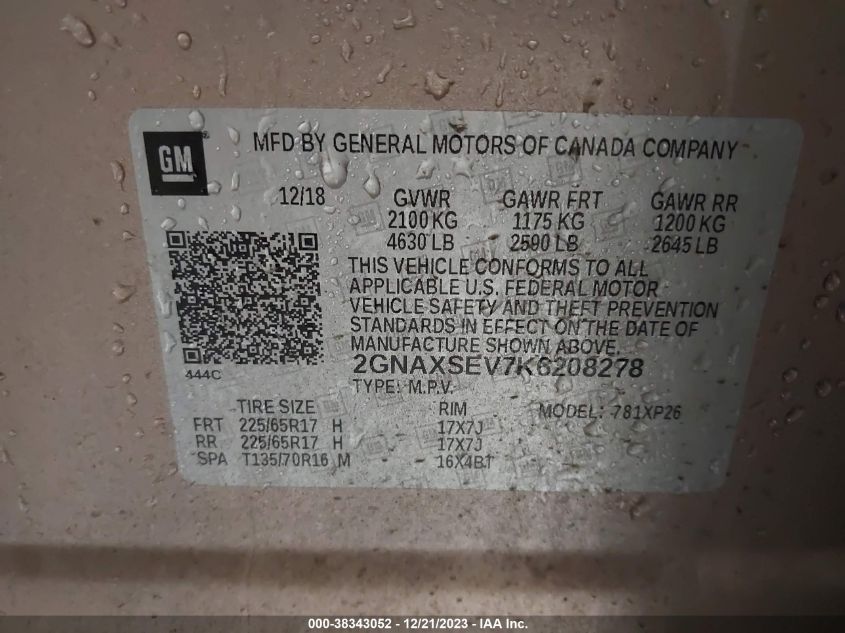 GM
MFD BY GENERAL MOTORS OF CANADA COMPANY
12/18 GVWR GAWR FRT GAWR RR
2100 KG 1175 KG 1200 KG
4630 LB 2590 LB 2645 LB
THIS VEHICLE CONFORMS TO ALL
APPLICABLE U.S. FEDERAL MOTOR
VEHICLE SAFETY AND THEFT PREVENTION
STANDARDS IN EFFECT ON THE DATE OF
MANUFACTURE SHOWN ABOVE.
444C
2GNAXSEV7K6208278
TYPE: M.P.V.
TIRE SIZE RIM MODEL: 781XP26
FRT 225/65R17 H 17X7J
RR 225/65R17 H 17X7J
SPA T135/70R16 M 16X4BT
000-38343052 - 12/21/2023 - IAA Inc.